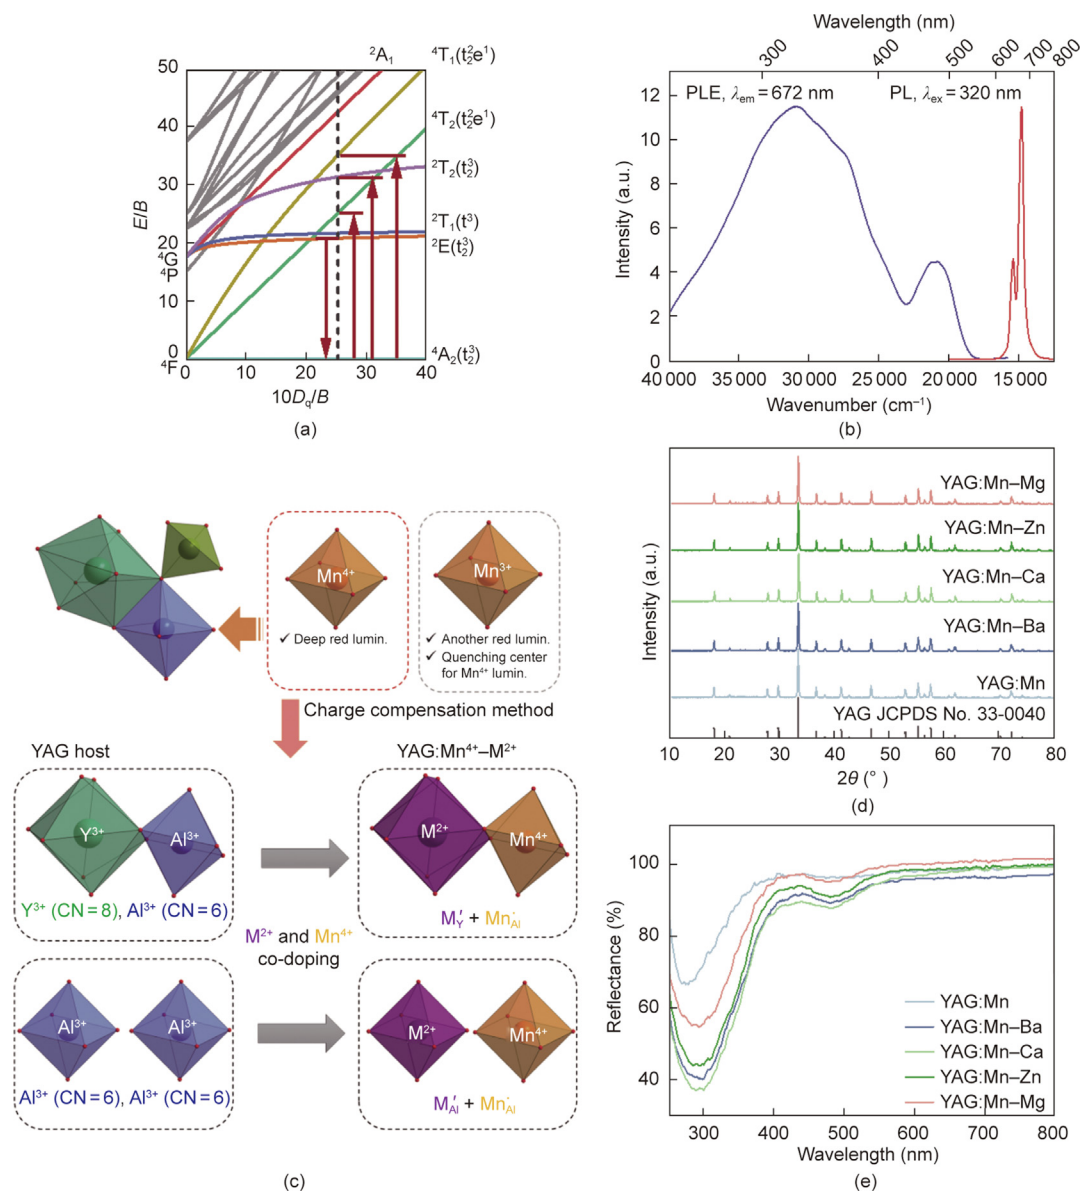 ²A₁
⁴T₁(t₂²e¹)
50
⁴T₂(t₂²e¹)
40
E/B
30
²T₂(t₂³)
²T₁(t³)
20
²E(t₂³)
⁴G
⁴P
10
0
⁴A₂(t₂³)
⁴F
0 10 20 30 40
10Dq/B
(a)
Wavelength (nm)
300 400 500 600 700 800
PLE, λem = 672 nm PL, λex = 320 nm
Intensity (a.u.)
12
10
8
6
4
2
0
40 000 35 000 30 000 25 000 20 000 15 000
Wavenumber (cm⁻¹)
(b)
Mn⁴⁺
Mn³⁺
✓ Deep red lumin.
✓ Another red lumin.
✓ Quenching center
for Mn⁴⁺ lumin.
Charge compensation method
YAG host
YAG:Mn⁴⁺–M²⁺
Y³⁺ Al³⁺
M²⁺ Mn⁴⁺
Y³⁺ (CN = 8), Al³⁺ (CN = 6)
M′Y + Mn·Al
M²⁺ and Mn⁴⁺
co-doping
Al³⁺ Al³⁺
M²⁺ Mn⁴⁺
Al³⁺ (CN = 6), Al³⁺ (CN = 6)
M′Al + Mn·Al
(c)
Intensity (a.u.)
YAG:Mn–Mg
YAG:Mn–Zn
YAG:Mn–Ca
YAG:Mn–Ba
YAG:Mn
YAG JCPDS No. 33-0040
10 20 30 40 50 60 70 80
2θ (°)
(d)
Reflectance (%)
100
80
60
40
YAG:Mn
YAG:Mn–Ba
YAG:Mn–Ca
YAG:Mn–Zn
YAG:Mn–Mg
300 400 500 600 700 800
Wavelength (nm)
(e)